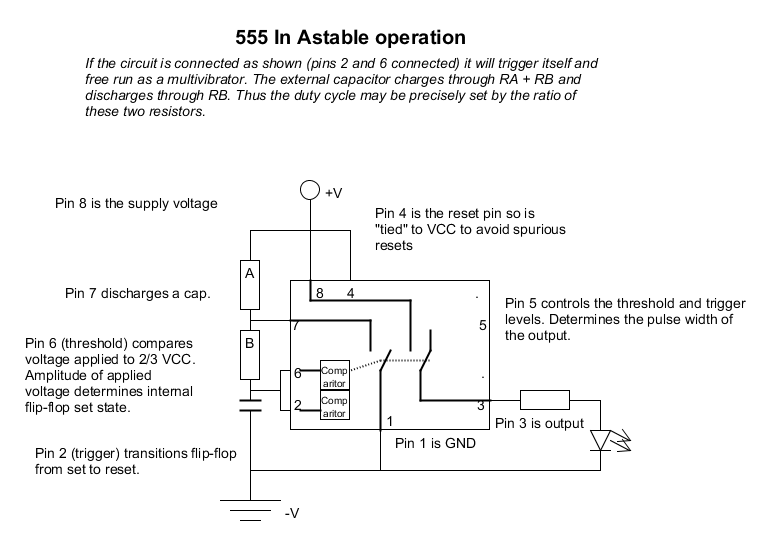 555 In Astable operation
If the circuit is connected as shown (pins 2 and 6 connected) it will trigger itself and
free run as a multivibrator. The external capacitor charges through RA + RB and
discharges through RB. Thus the duty cycle may be precisely set by the ratio of
these two resistors.
+V
Pin 8 is the supply voltage
Pin 4 is the reset pin so is
"tied" to VCC to avoid spurious
resets
A
Pin 7 discharges a cap.
8 4
Pin 5 controls the threshold and trigger
levels. Determines the pulse width of
the output.
7
5
B
Pin 6 (threshold) compares
voltage applied to 2/3 VCC.
Amplitude of applied
voltage determines internal
flip-flop set state.
6
Comp
aritor
2
Comp
aritor
3
1
Pin 3 is output
Pin 1 is GND
Pin 2 (trigger) transitions flip-flop
from set to reset.
-V